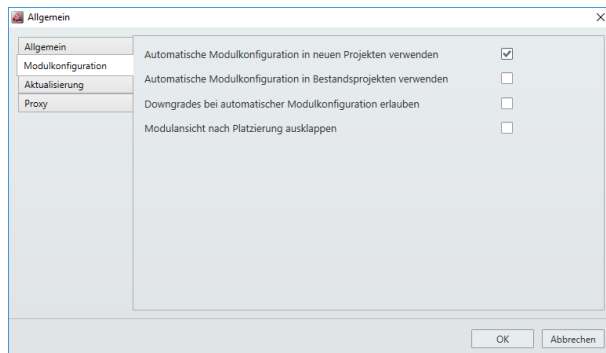 Allgemein
Allgemein
Modulkonfiguration
Aktualisierung
Proxy
Automatische Modulkonfiguration in neuen Projekten verwenden
Automatische Modulkonfiguration in Bestandsprojekten verwenden
Downgrades bei automatischer Modulkonfiguration erlauben
Modulansicht nach Platzierung ausklappen
OK
Abbrechen